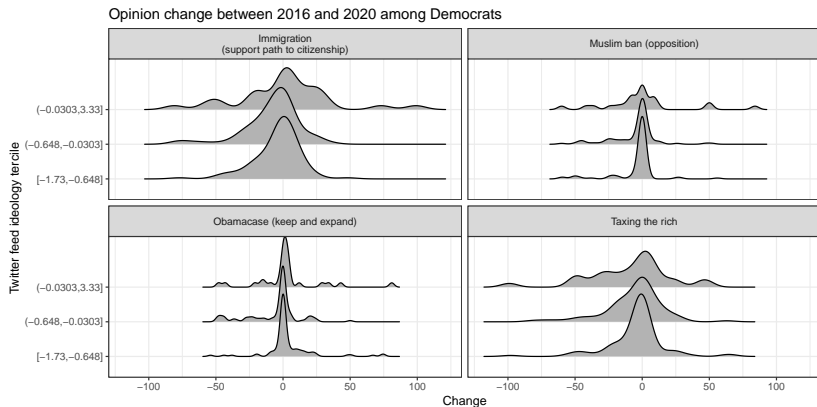 Opinion change between 2016 and 2020 among Democrats
Immigration
(support path to citizenship)
Muslim ban (opposition)
(−0.0303,3.33]
(−0.648,−0.0303]
[−1.73,−0.648]
Obamacase (keep and expand)
Taxing the rich
(−0.0303,3.33]
(−0.648,−0.0303]
[−1.73,−0.648]
Twitter feed ideology tercile
−100 −50 0 50 100 −100 −50 0 50 100
Change